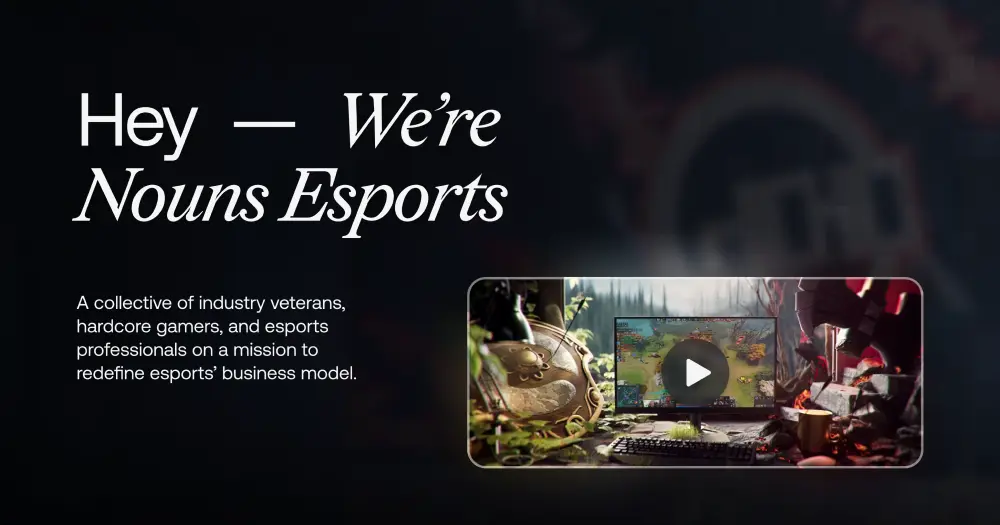 Hey — We’re
Nouns Esports
A collective of industry veterans,
hardcore gamers, and esports
professionals on a mission to
redefine esports’ business model.